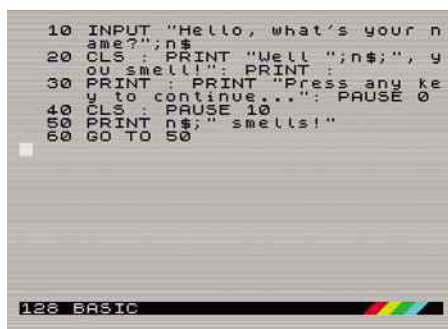 10 INPUT "Hello, what's your n
ame?";n$
20 CLS : PRINT "Well ";n$;", y
ou smell!": PRINT :
30 PRINT : PRINT "Press any ke
y to continue...": PAUSE 0
40 CLS : PAUSE 10
50 PRINT n$;" smells!"
60 GO TO 50
128 BASIC